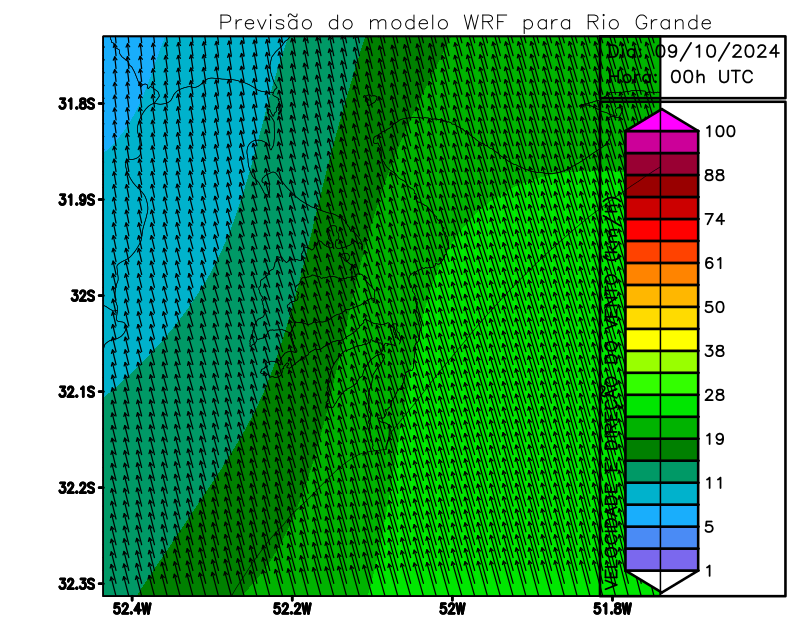 Previsão do modelo WRF para Rio Grande
Dia: 09/10/2024
Hora: 00h UTC
31.8S
31.9S
32S
32.1S
32.2S
32.3S
52.4W
52.2W
52W
51.8W
VELOCIDADE E DIREÇÃO DO VENTO (km/h)
100
88
74
61
50
38
28
19
11
5
1